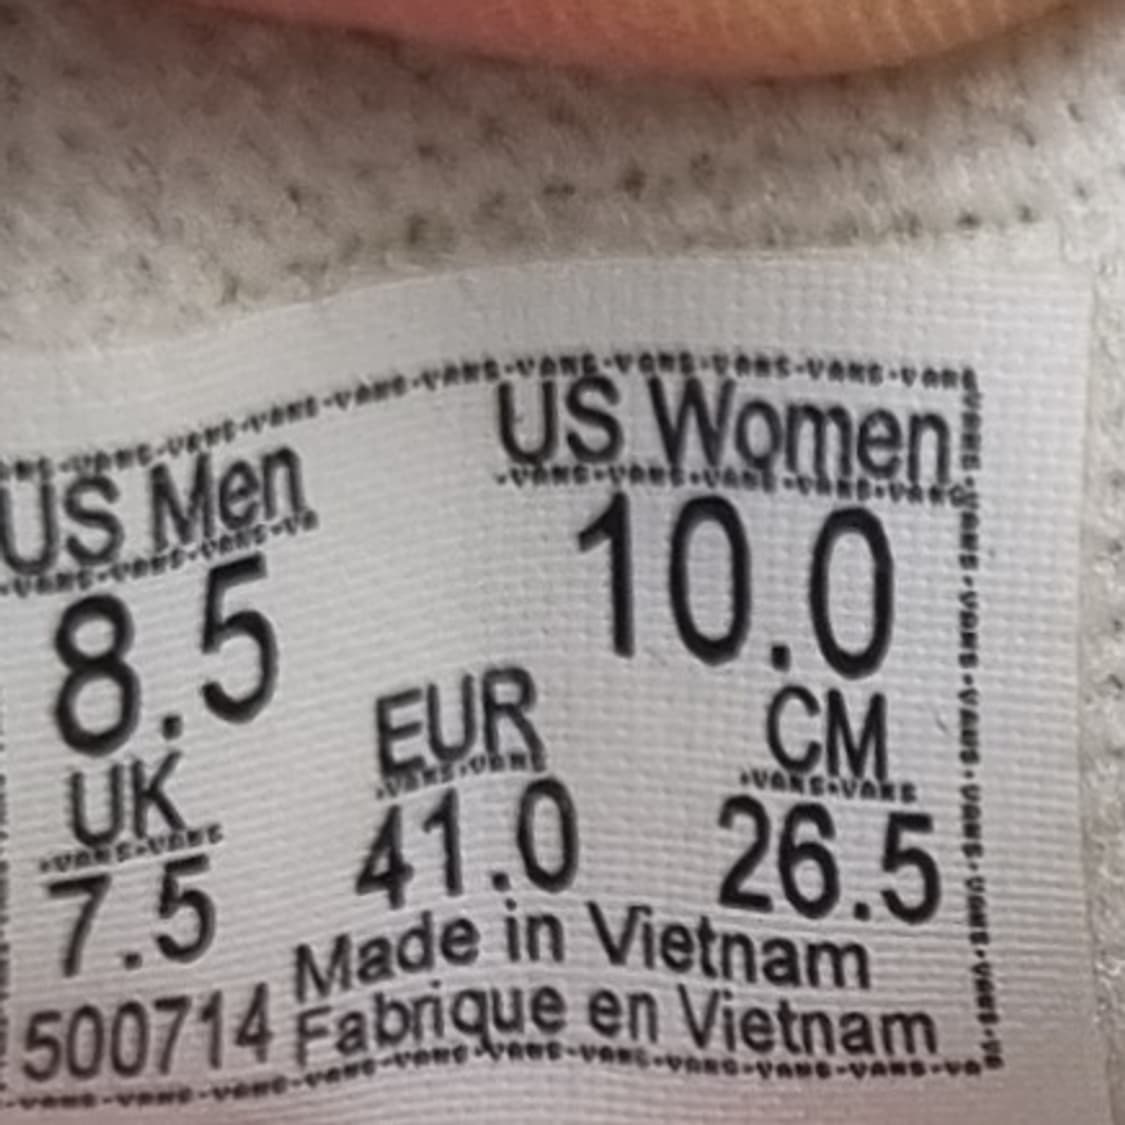 US Men US Women
8.5 10.0
UK EUR CM
7.5 41.0 26.5
Made in Vietnam
500714 Fabrique en Vietnam